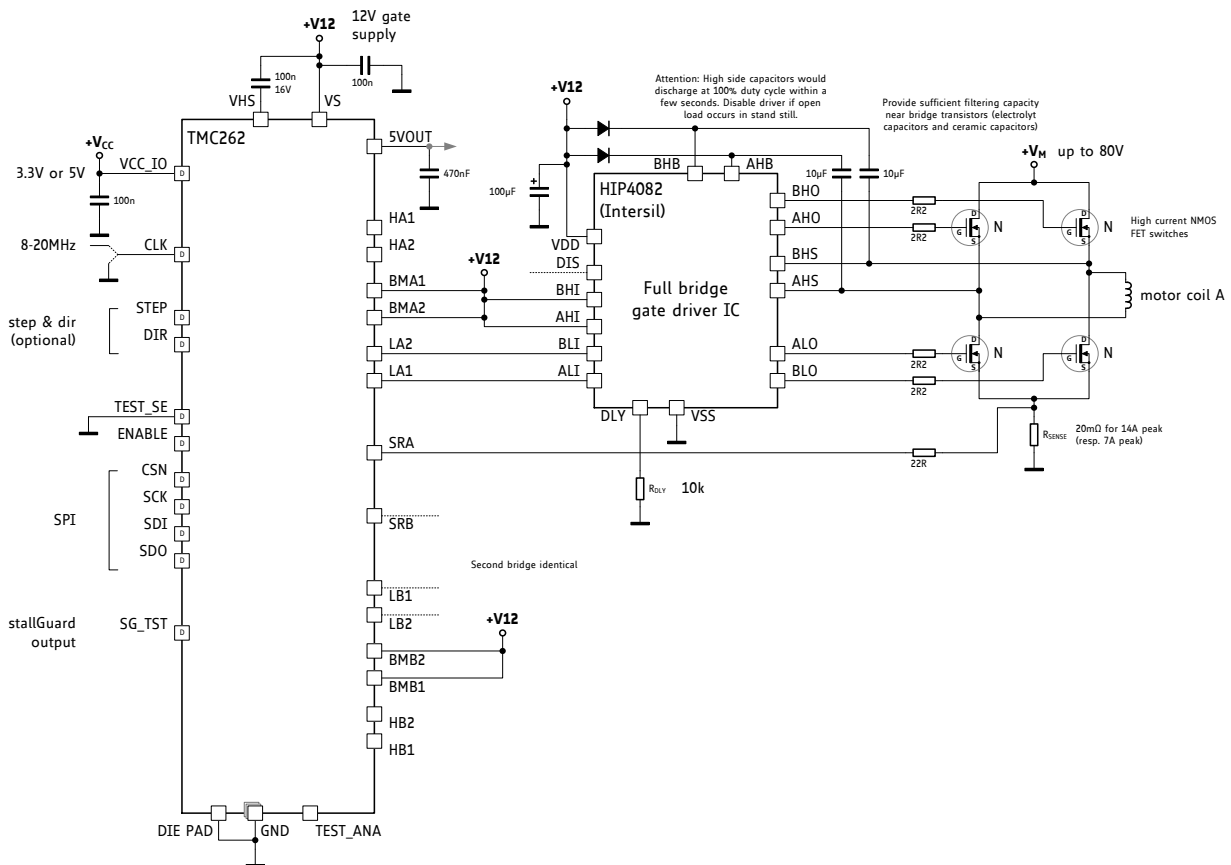 +V12
12V gate
supply
100n
16V
100n
VHS
VS
TMC262
5VOUT
470nF
+VCC
VCC_IO
3.3V or 5V
D
100n
8-20MHz
CLK
D
HA1
HA2
+V12
BMA1
BMA2
STEP
D
step & dir
(optional)
DIR
D
LA2
LA1
TEST_SE
D
ENABLE
D
SRA
CSN
D
SCK
D
SPI
SDI
D
SDO
D
SRB
Second bridge identical
LB1
LB2
stallGuard
output
SG_TST
D
+V12
BMB2
BMB1
HB2
HB1
DIE PAD
GND
TEST_ANA
+V12
Attention: High side capacitors would
discharge at 100% duty cycle within a
few seconds. Disable driver if open
load occurs in stand still.
Provide sufficient filtering capacity
near bridge transistors (electrolyt
capacitors and ceramic capacitors)
+VM up to 80V
100µF
+
BHB
AHB
10µF
10µF
HIP4082
(Intersil)
Full bridge
gate driver IC
VDD
DIS
BHI
AHI
BLI
ALI
DLY
VSS
BHO
AHO
BHS
AHS
ALO
BLO
2R2
2R2
2R2
2R2
D
G
S
N
D
G
S
N
High current NMOS
FET switches
motor coil A
D
G
S
N
D
G
S
N
RSENSE
20mΩ for 14A peak
(resp. 7A peak)
22R
RDLY
10k